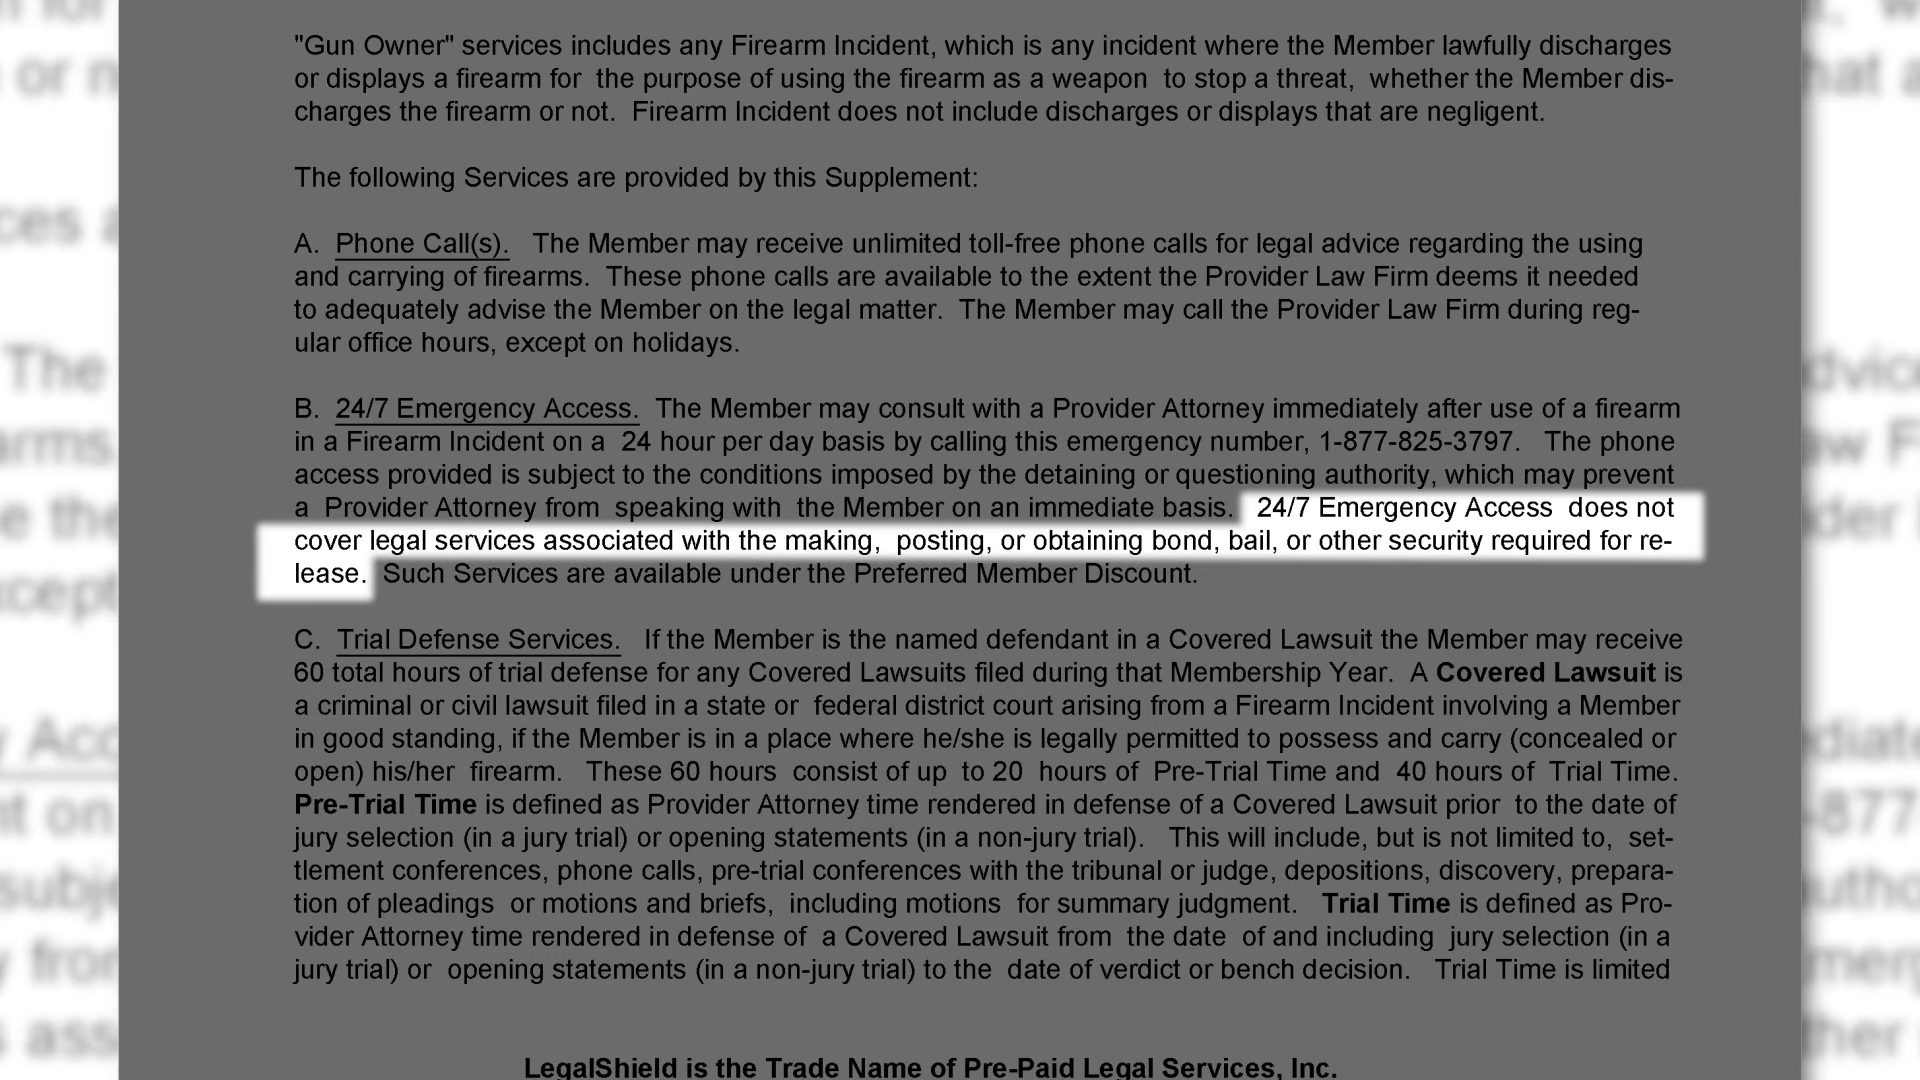 "Gun Owner" services includes any Firearm Incident, which is any incident where the Member lawfully discharges
or displays a firearm for the purpose of using the firearm as a weapon to stop a threat, whether the Member dis-
charges the firearm or not. Firearm Incident does not include discharges or displays that are negligent.
The following Services are provided by this Supplement:
A. Phone Call(s). The Member may receive unlimited toll-free phone calls for legal advice regarding the using
and carrying of firearms. These phone calls are available to the extent the Provider Law Firm deems it needed
to adequately advise the Member on the legal matter. The Member may call the Provider Law Firm during reg-
ular office hours, except on holidays.
B. 24/7 Emergency Access. The Member may consult with a Provider Attorney immediately after use of a firearm
in a Firearm Incident on a 24 hour per day basis by calling this emergency number, 1-877-825-3797. The phone
access provided is subject to the conditions imposed by the detaining or questioning authority, which may prevent
a Provider Attorney from speaking with the Member on an immediate basis. 24/7 Emergency Access does not
cover legal services associated with the making, posting, or obtaining bond, bail, or other security required for re-
lease. Such Services are available under the Preferred Member Discount.
C. Trial Defense Services. If the Member is the named defendant in a Covered Lawsuit the Member may receive
60 total hours of trial defense for any Covered Lawsuits filed during that Membership Year. A Covered Lawsuit is
a criminal or civil lawsuit filed in a state or federal district court arising from a Firearm Incident involving a Member
in good standing, if the Member is in a place where he/she is legally permitted to possess and carry (concealed or
open) his/her firearm. These 60 hours consist of up to 20 hours of Pre-Trial Time and 40 hours of Trial Time.
Pre-Trial Time is defined as Provider Attorney time rendered in defense of a Covered Lawsuit prior to the date of
jury selection (in a jury trial) or opening statements (in a non-jury trial). This will include, but is not limited to, set-
tlement conferences, phone calls, pre-trial conferences with the tribunal or judge, depositions, discovery, prepara-
tion of pleadings or motions and briefs, including motions for summary judgment. Trial Time is defined as Pro-
vider Attorney time rendered in defense of a Covered Lawsuit from the date of and including jury selection (in a
jury trial) or opening statements (in a non-jury trial) to the date of verdict or bench decision. Trial Time is limited
LegalShield is the Trade Name of Pre-Paid Legal Services, Inc.